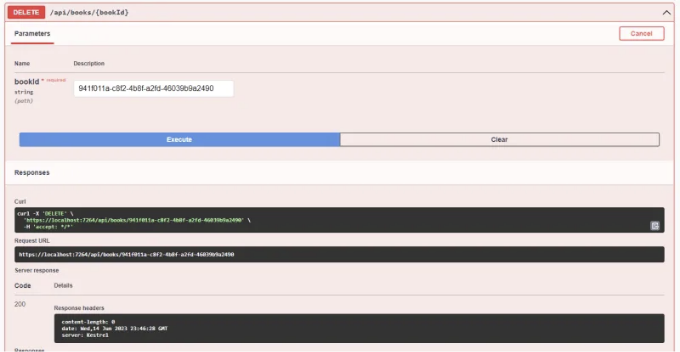 DELETE /api/books/{bookId}
Parameters
Cancel
Name Description
bookId * required
string
(path)
941f011a-c8f2-4b8f-a2fd-46039b9a2490
Execute Clear
Responses
Curl
curl -X 'DELETE' \
'https://localhost:7264/api/books/941f011a-c8f2-4b8f-a2fd-46039b9a2490' \
-H 'accept: */*'
Request URL
https://localhost:7264/api/books/941f011a-c8f2-4b8f-a2fd-46039b9a2490
Server response
Code Details
200
Response headers
content-length: 0
date: Wed,14 Jun 2023 23:46:28 GMT
server: Kestrel
Responses